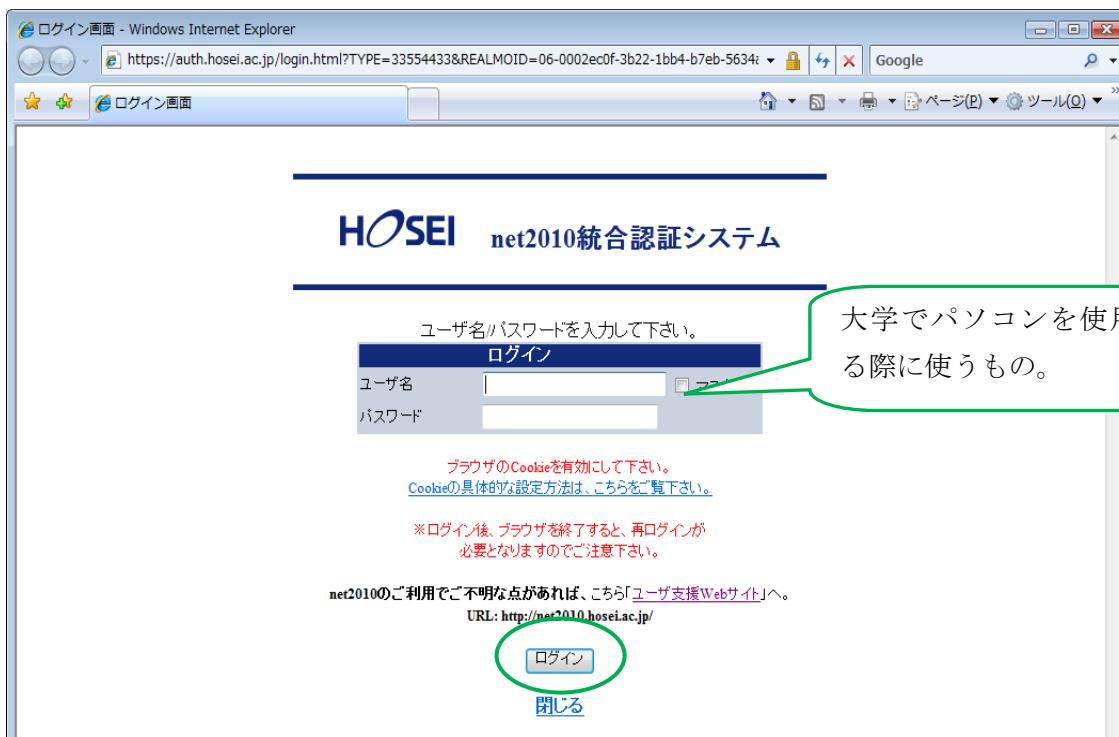 ログイン画面 - Windows Internet Explorer
https://auth.hosei.ac.jp/login.html?TYPE=33554433&REALMOID=06-0002ec0f-3b22-1bb4-b7eb-5634
Google
ログイン画面
ページ(P) ツール(O)
HOSEI net2010統合認証システム
大学でパソコンを使用
る際に使うもの。
ユーザ名/パスワードを入力して下さい。
ログイン
ユーザ名
パスワード
ブラウザのCookieを有効にして下さい。
Cookieの具体的な設定方法は、こちらをご覧下さい。
※ログイン後、ブラウザを終了すると、再ログインが
必要となりますのでご注意下さい。
net2010のご利用でご不明な点があれば、こちら「ユーザ支援Webサイト」へ。
URL: http://net2010.hosei.ac.jp/
ログイン
閉じる